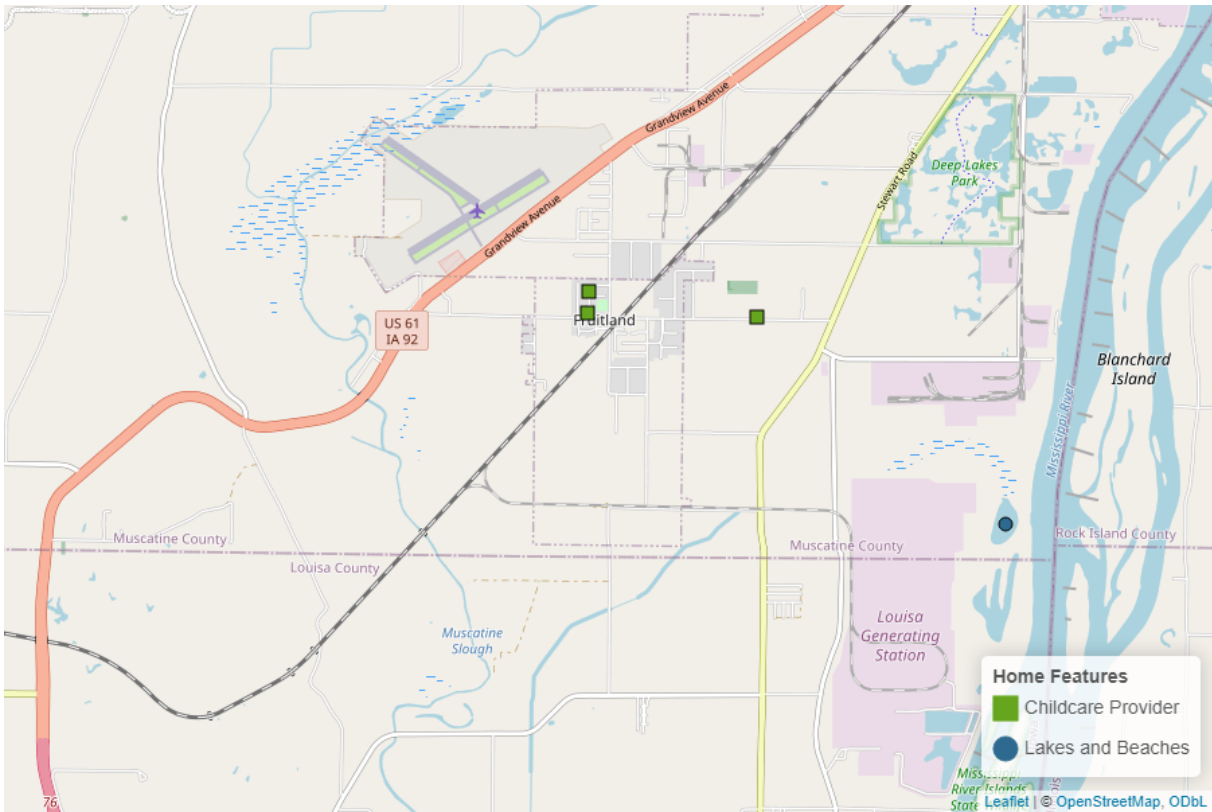 Grandview Avenue
Stewart Road
Deep Lakes
Park
Grandview Avenue
US 61
IA 92
Fruitland
Blanchard
Island
Mississippi River
Muscatine County
Louisa County
Muscatine County
Rock Island County
Muscatine
Slough
Louisa
Generating
Station
Home Features
Childcare Provider
Lakes and Beaches
76
Mississippi
River Islands
State
Leaflet | © OpenStreetMap, ODbL